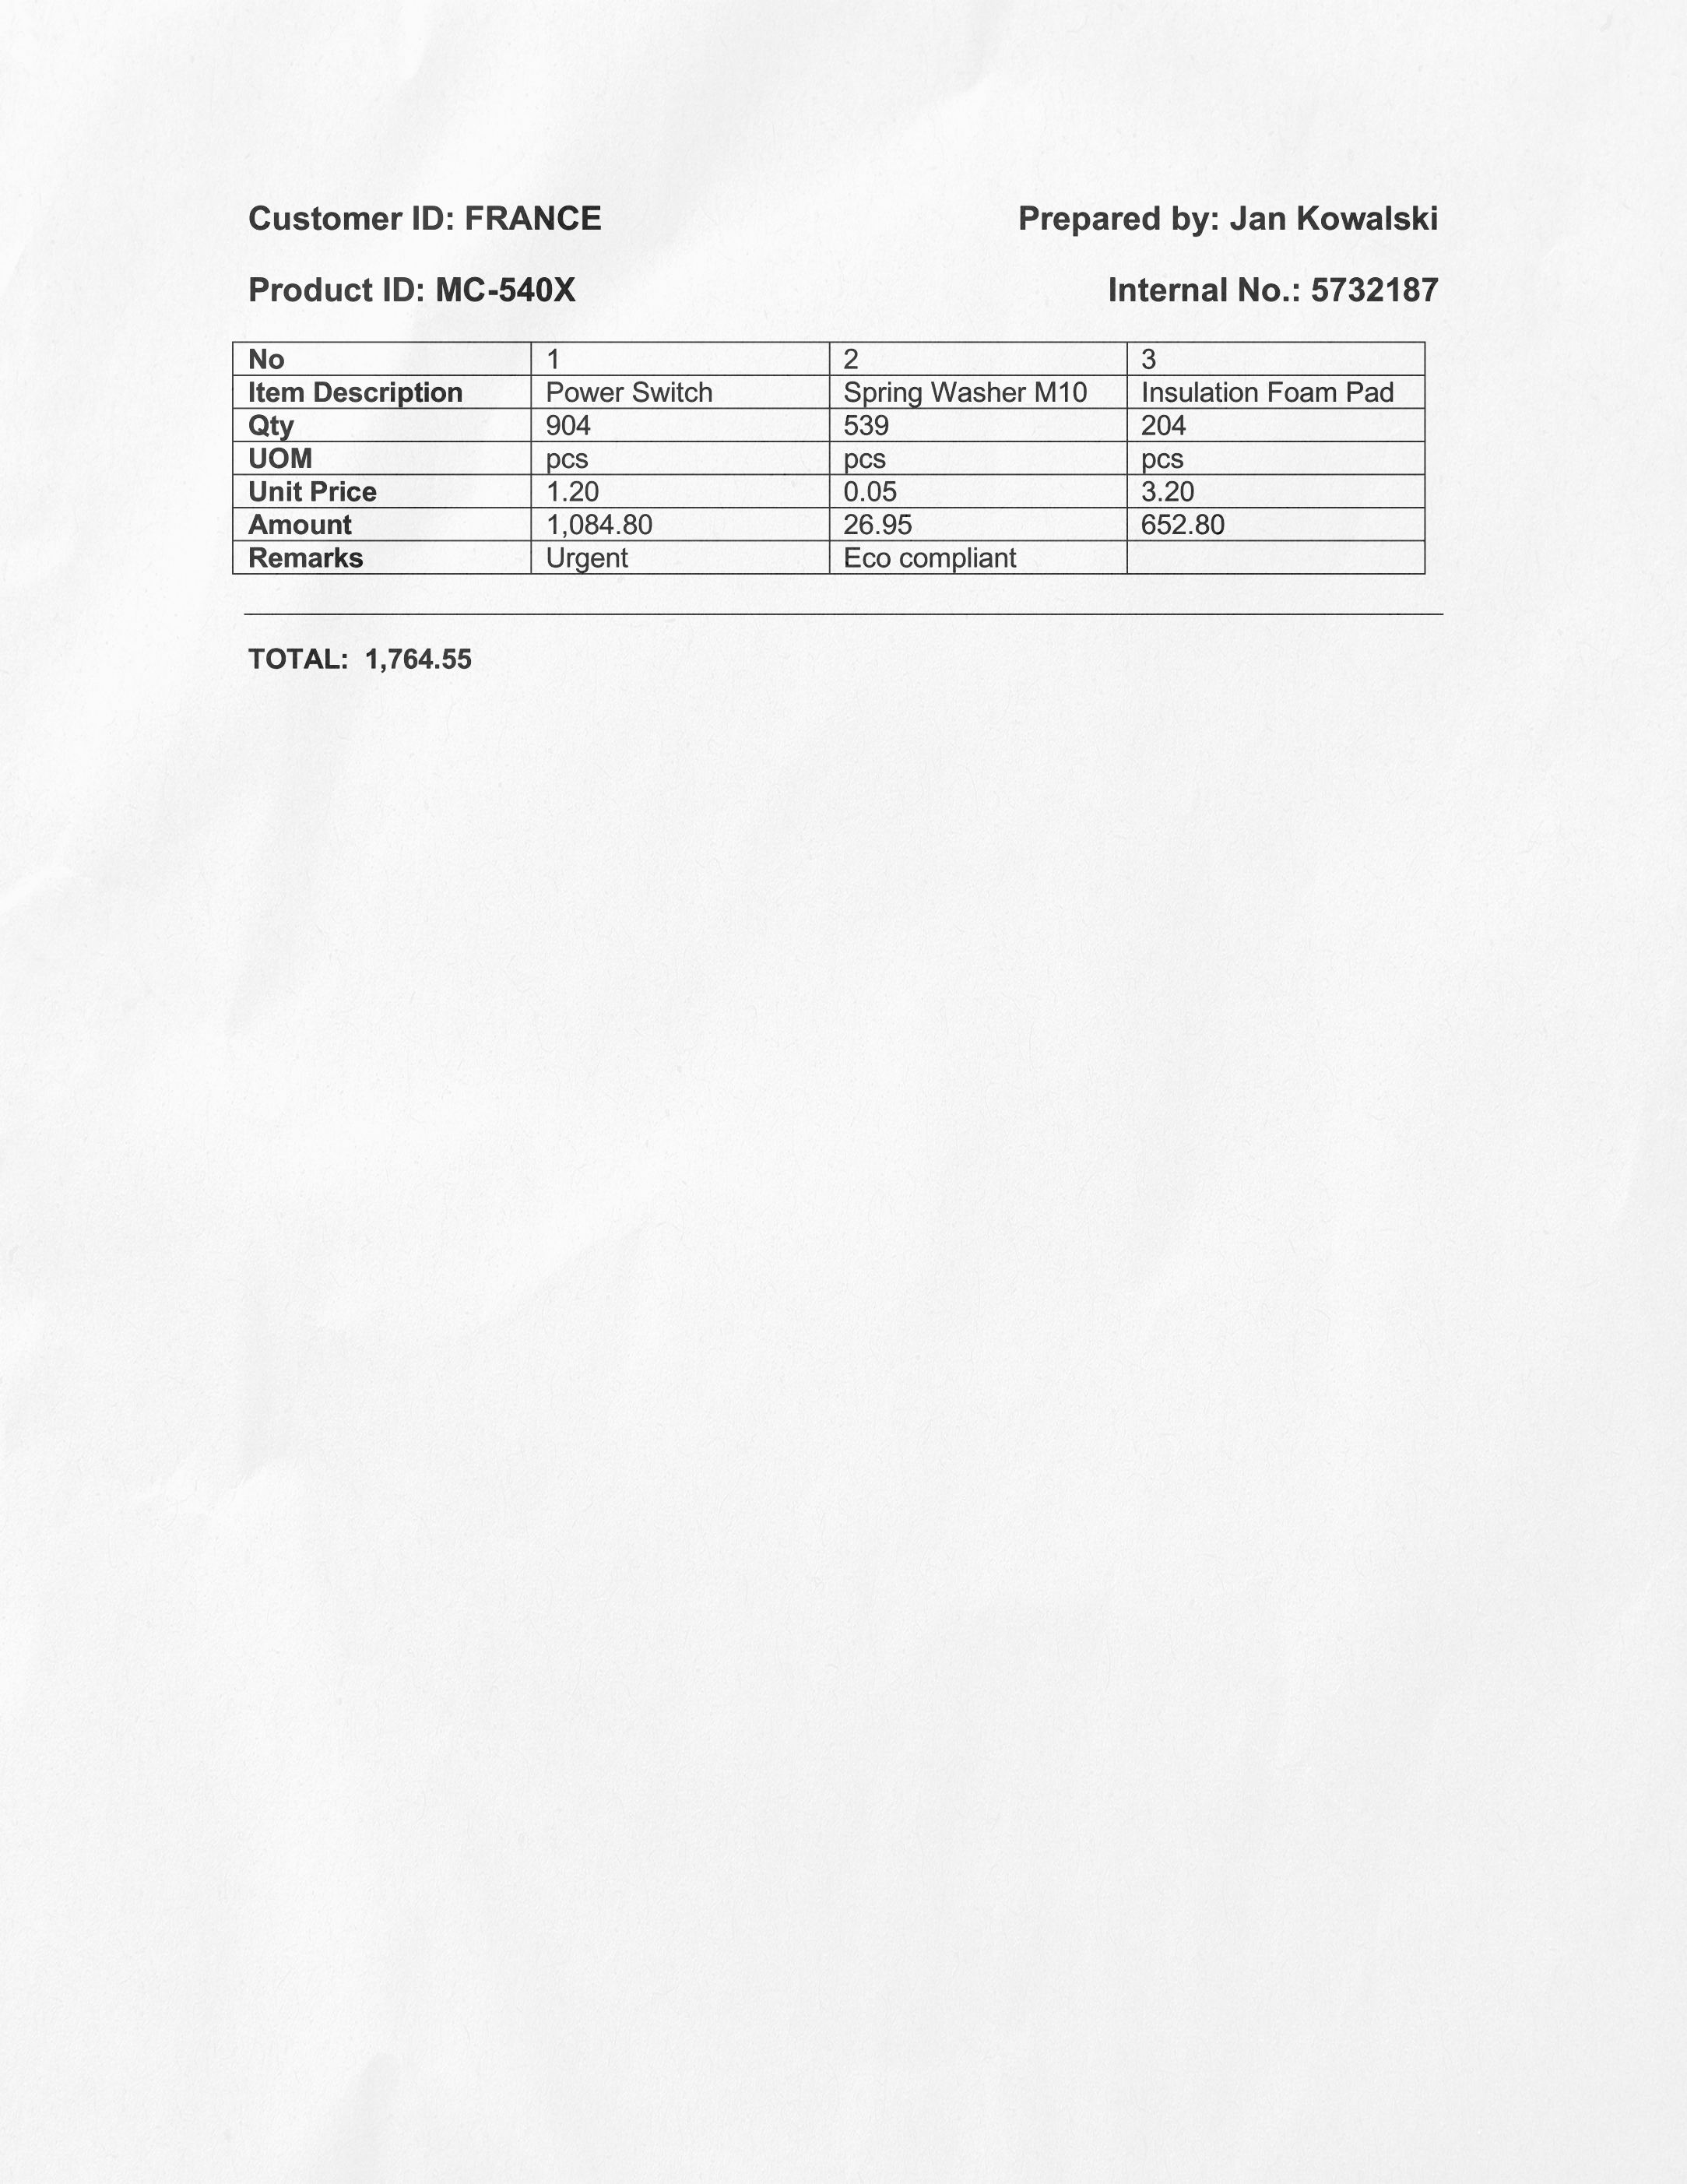 Customer ID: FRANCE Prepared by: Jan Kowalski
Product ID: MC-540X Internal No.: 5732187
No 1 2 3
Item Description Power Switch Spring Washer M10 Insulation Foam Pad
Qty 904 539 204
UOM pcs pcs pcs
Unit Price 1.20 0.05 3.20
Amount 1,084.80 26.95 652.80
Remarks Urgent Eco compliant
TOTAL: 1,764.55